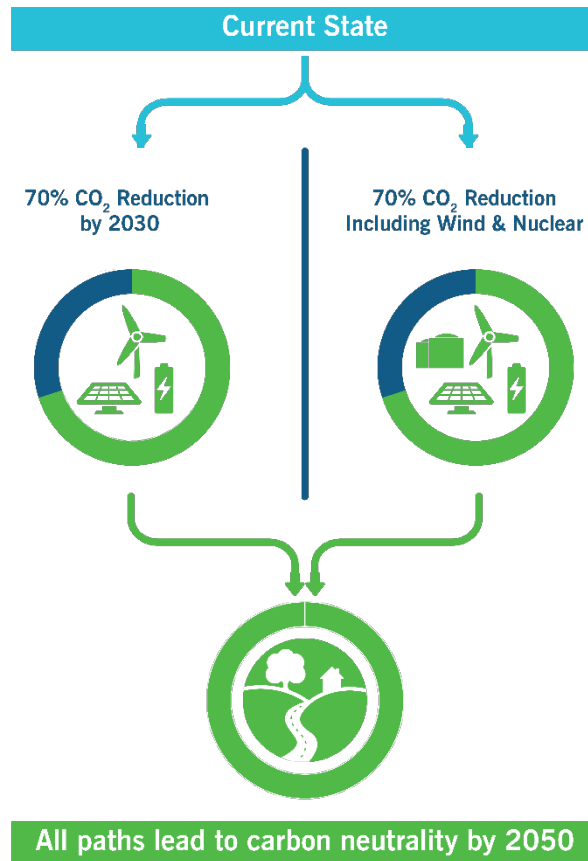 Current State
70% CO₂ Reduction
by 2030
70% CO₂ Reduction
Including Wind & Nuclear
All paths lead to carbon neutrality by 2050